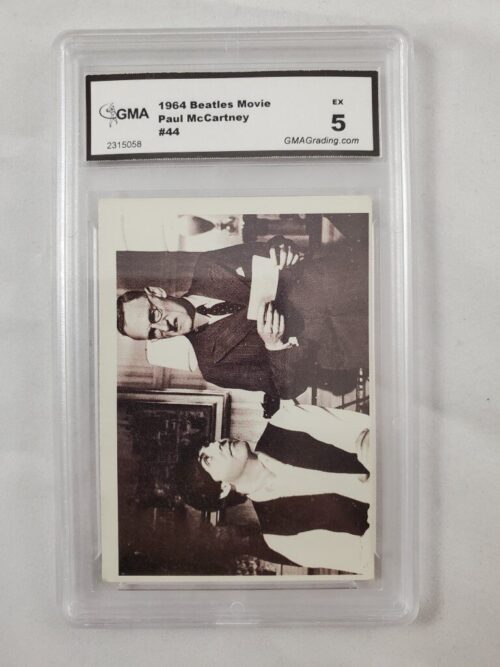 GMA
1964 Beatles Movie
Paul McCartney
#44
2315058
EX
5
GMAGrading.com